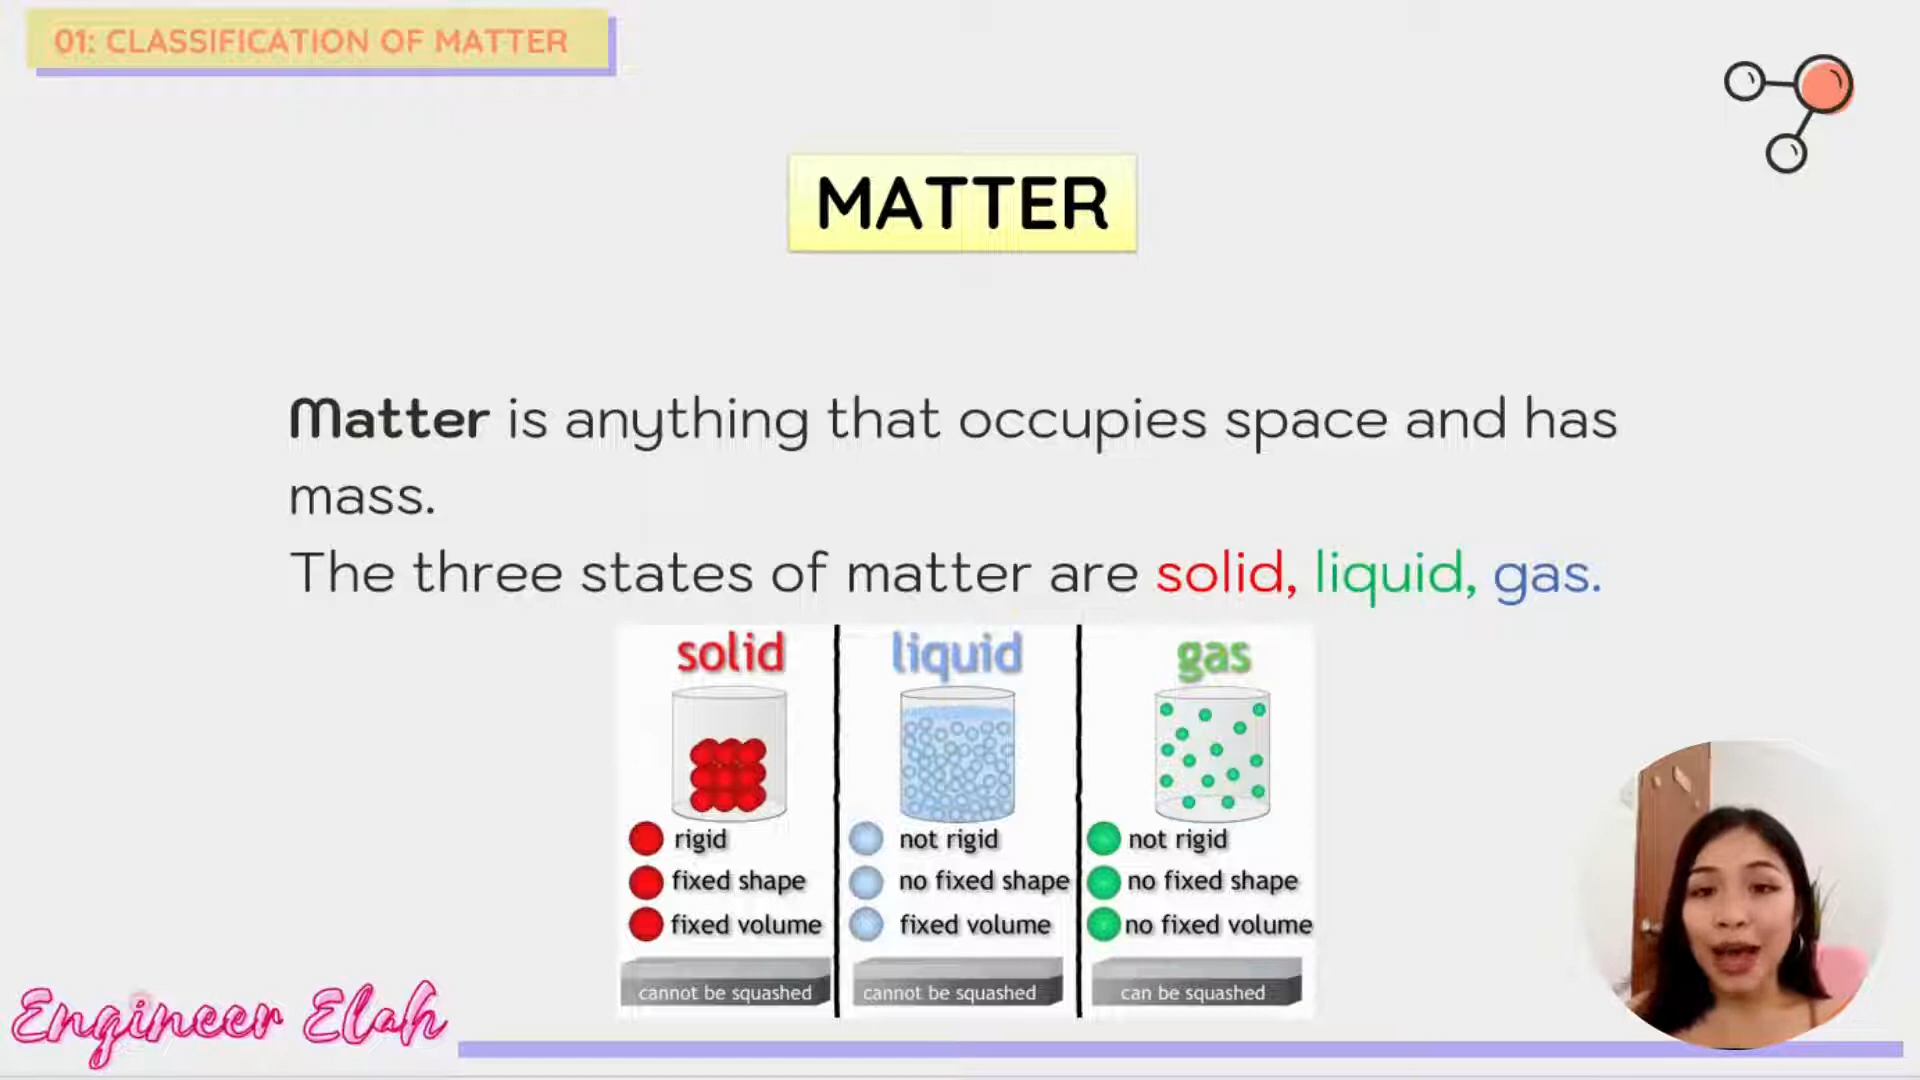 01: CLASSIFICATION OF MATTER
MATTER
Matter is anything that occupies space and has
mass.
The three states of matter are solid, liquid, gas.
solid
rigid
fixed shape
fixed volume
cannot be squashed
liquid
not rigid
no fixed shape
fixed volume
cannot be squashed
gas
not rigid
no fixed shape
no fixed volume
can be squashed
Engineer Elah